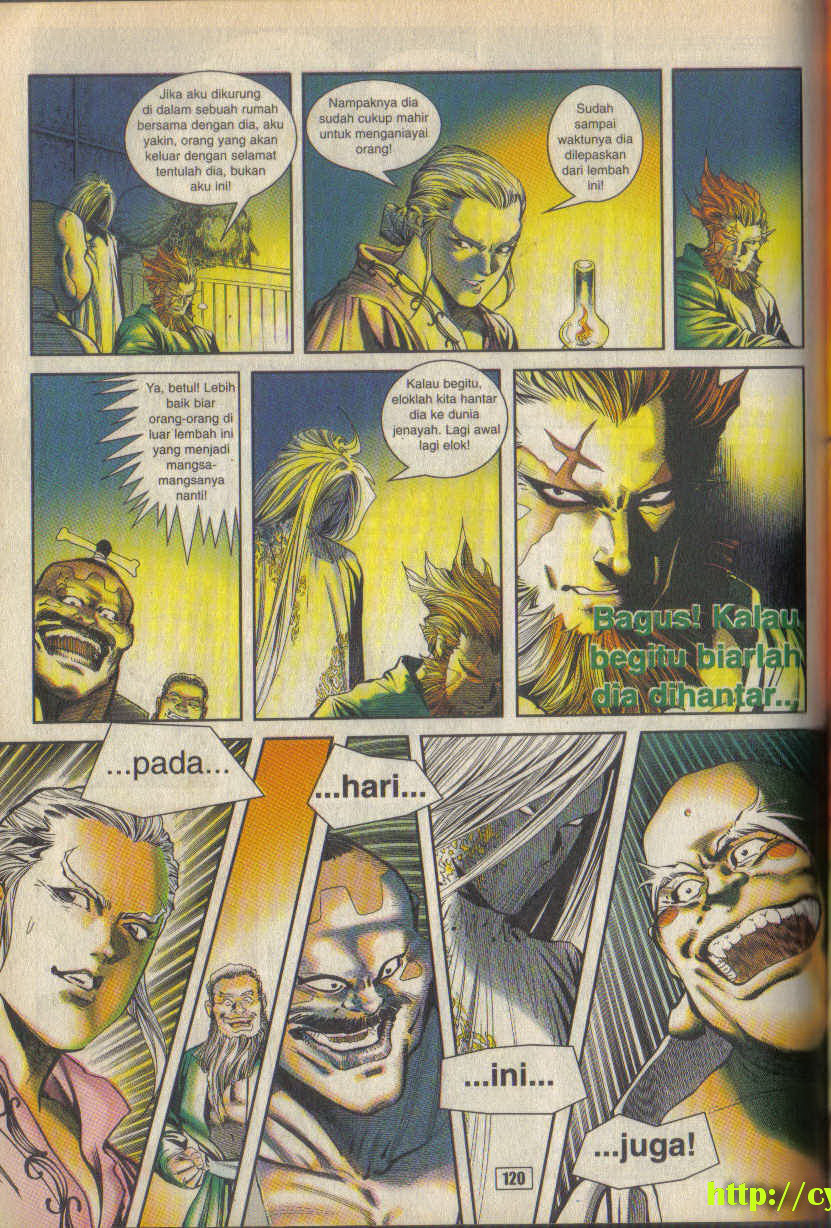 Jika aku dikurung
di dalam sebuah rumah
bersama dengan dia, aku
yakin, orang yang akan
keluar dengan selamat
tentulah dia, bukan
aku ini!
Nampaknya dia
sudah cukup mahir
untuk menganiayai
orang!
Sudah
sampai
waktunya dia
dilepaskan
dari lembah
ini!
Ya, betul! Lebih
baik biar
orang-orang di
luar lembah ini
yang menjadi
mangsa-
mangsanya
nanti!
Kalau begitu,
eloklah kita hantar
dia ke dunia
jenayah. Lagi awal
lagi elok!
Bagus! Kalau
begitu biarlah
dia dihantar...
...pada...
...hari...
...ini...
...juga!
120
http://cy